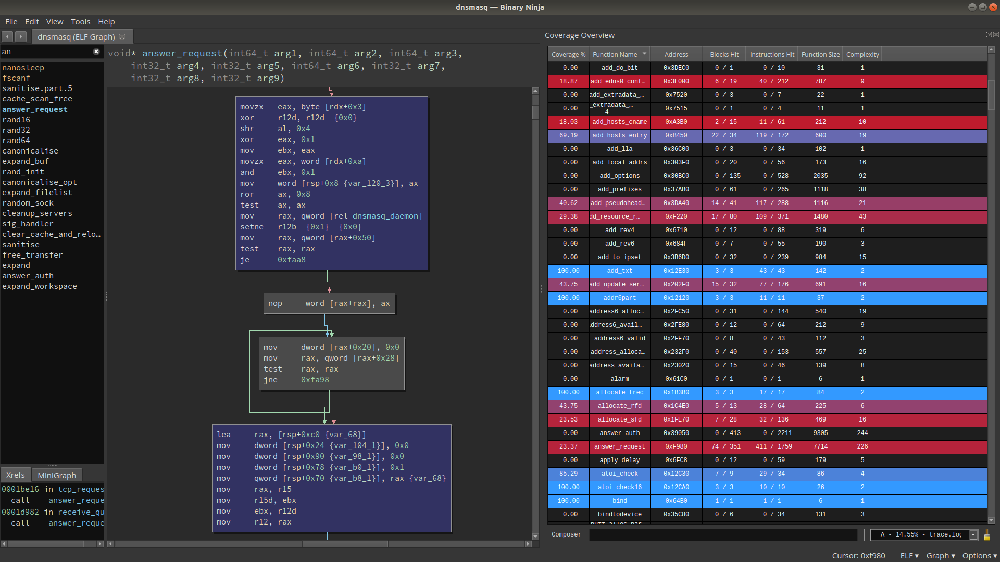 dnsmasq — Binary Ninja
File Edit View Tools Help
dnsmasq (ELF Graph)
an
nanosleep
fscanf
sanitise.part.5
cache_scan_free
answer_request
rand16
rand32
rand64
canonicalise
expand_buf
rand_init
canonicalise_opt
expand_filelist
random_sock
cleanup_servers
sig_handler
clear_cache_and_relo…
sanitise
free_transfer
expand
answer_auth
expand_workspace
Xrefs MiniGraph
0001be16 in tcp_reques
call answer_reque
0001d982 in receive_qu
call answer_reque
void* answer_request(int64_t arg1, int64_t arg2, int64_t arg3,
int32_t arg4, int32_t arg5, int64_t arg6, int32_t arg7,
int32_t arg8, int32_t arg9)
movzx eax, byte [rdx+0x3]
xor r12d, r12d {0x0}
shr al, 0x4
xor eax, 0x1
mov ebx, eax
movzx eax, word [rdx+0xa]
and ebx, 0x1
mov word [rsp+0x8 {var_120_3}], ax
ror ax, 0x8
test ax, ax
mov rax, qword [rel dnsmasq_daemon]
setne r12b {0x1} {0x0}
mov rax, qword [rax+0x50]
test rax, rax
je 0xfaa8
nop word [rax+rax], ax
mov dword [rax+0x20], 0x0
mov rax, qword [rax+0x28]
test rax, rax
jne 0xfa98
lea rax, [rsp+0xc0 {var_68}]
mov dword [rsp+0x24 {var_104_1}], 0x0
mov dword [rsp+0x90 {var_98_1}], 0x0
mov dword [rsp+0x78 {var_b0_1}], 0x1
mov qword [rsp+0x70 {var_b8_1}], rax {var_68}
mov rax, r15
mov r15d, ebx
mov ebx, r12d
mov r12, rax
Coverage Overview
Coverage % Function Name Address Blocks Hit Instructions Hit Function Size Complexity
0.00 add_do_bit 0x3DEC0 0 / 1 0 / 10 31 1
18.87 add_edns0_conf… 0x3E000 6 / 19 40 / 212 787 9
0.00 add_extradata_… 0x7520 0 / 3 0 / 7 22 1
0.00 _extradata_… 4 0x7515 0 / 1 0 / 4 11 1
18.03 add_hosts_cname 0xA3B0 2 / 15 11 / 61 212 10
69.19 add_hosts_entry 0xB450 22 / 34 119 / 172 600 19
0.00 add_lla 0x36C00 0 / 3 0 / 34 102 1
0.00 add_local_addrs 0x303F0 0 / 20 0 / 56 173 16
0.00 add_options 0x30BC0 0 / 135 0 / 528 2035 92
0.00 add_prefixes 0x37AB0 0 / 61 0 / 265 1118 38
40.62 add_pseudohead… 0x3DA40 14 / 41 117 / 288 1116 21
29.38 dd_resource_r… 0xF220 17 / 80 109 / 371 1480 43
0.00 add_rev4 0x6710 0 / 12 0 / 88 319 6
0.00 add_rev6 0x684F 0 / 7 0 / 55 190 3
0.00 add_to_ipset 0x3B6D0 0 / 32 0 / 239 984 15
100.00 add_txt 0x12E30 3 / 3 43 / 43 142 2
43.75 add_update_ser… 0x202F0 15 / 32 77 / 176 691 16
100.00 addr6part 0x12120 3 / 3 11 / 11 37 2
0.00 address6_alloc… 0x2FC50 0 / 31 0 / 144 540 19
0.00 address6_avail… 0x2FE80 0 / 12 0 / 64 212 9
0.00 address6_valid 0x2FF70 0 / 8 0 / 43 112 3
0.00 address_alloca… 0x232F0 0 / 40 0 / 153 557 25
0.00 address_availa… 0x23020 0 / 15 0 / 46 139 8
0.00 alarm 0x61C0 0 / 1 0 / 1 6 1
100.00 allocate_frec 0x1B3B0 3 / 3 17 / 17 84 2
43.75 allocate_rfd 0x1C4E0 5 / 13 28 / 64 225 6
23.53 allocate_sfd 0x1FE70 7 / 28 32 / 136 469 16
0.00 answer_auth 0x39050 0 / 413 0 / 2211 9305 244
23.37 answer_request 0xF980 74 / 351 411 / 1759 7714 226
0.00 apply_delay 0x6FC8 0 / 12 0 / 59 179 5
85.29 atoi_check 0x12C30 7 / 9 29 / 34 86 4
100.00 atoi_check16 0x12CA0 3 / 3 10 / 10 26 2
100.00 bind 0x64B0 1 / 1 1 / 1 6 1
0.00 bindtodevice 0x35C80 0 / 6 0 / 34 131 3
Composer A - 14.55% - trace.log
Cursor: 0xf980 ELF▾ Graph▾ Options▾